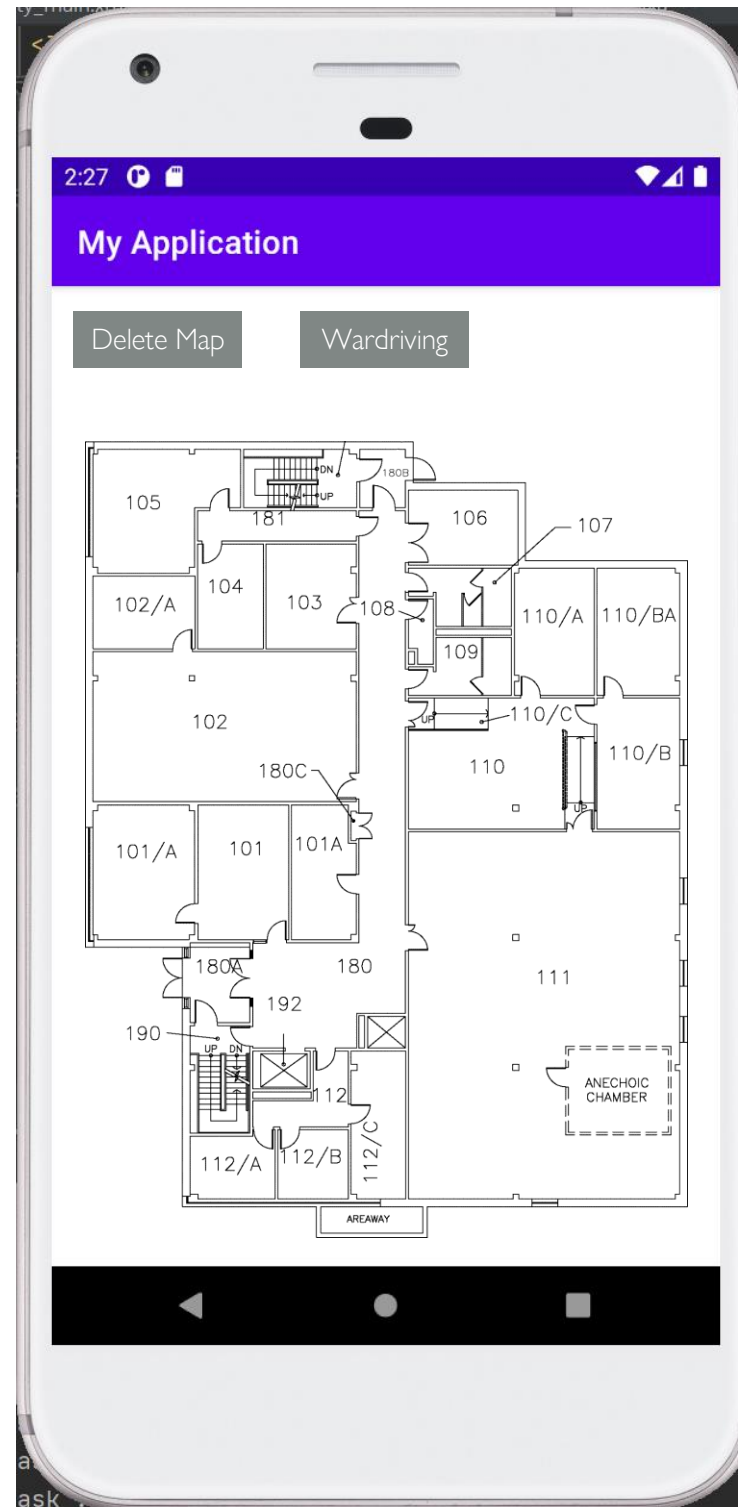 2:27
My Application
Delete Map
Wardriving
DN
180B
105
UP
106
181
107
104
102/A
103
108
110/A
110/BA
109
102
UP
110/C
110/B
180C
110
UP
101/A
101
101A
180A
180
111
192
190
UP
DN
ANECHOIC
CHAMBER
112
112/A
112/B
112/C
AREAWAY
ask